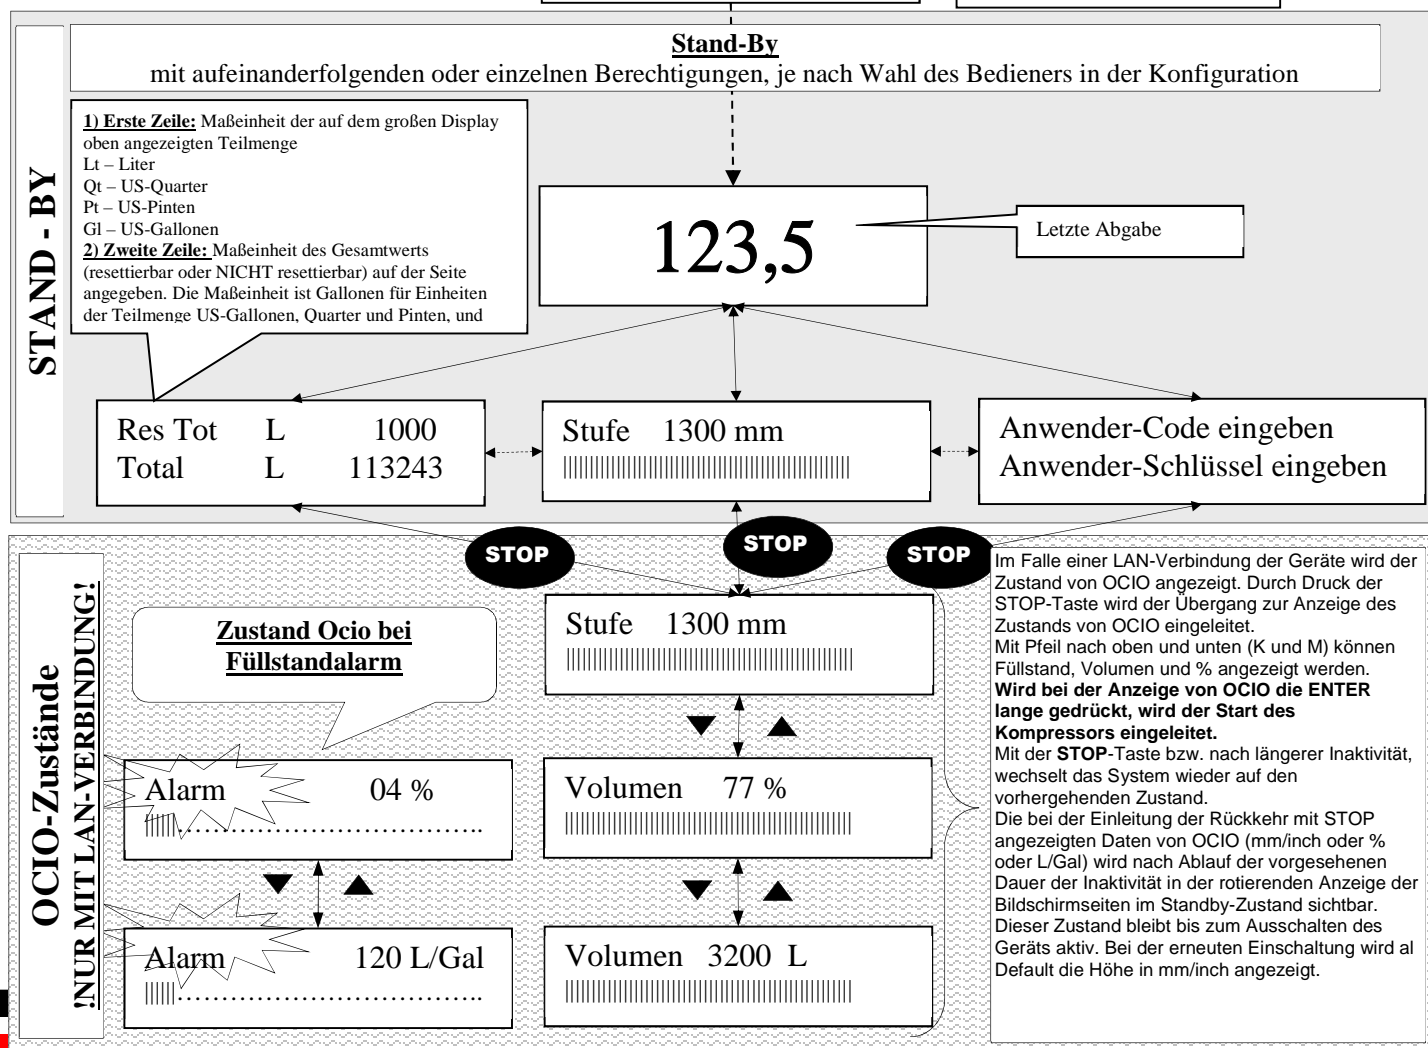 Stand-By
mit aufeinanderfolgenden oder einzelnen Berechtigungen, je nach Wahl des Bedieners in der Konfiguration
STAND - BY
1) Erste Zeile: Maßeinheit der auf dem großen Display
oben angezeigten Teilmenge
Lt – Liter
Qt – US-Quarter
Pt – US-Pinten
Gl – US-Gallonen
2) Zweite Zeile: Maßeinheit des Gesamtwerts
(resettierbar oder NICHT resettierbar) auf der Seite
angegeben. Die Maßeinheit ist Gallonen für Einheiten
der Teilmenge US-Gallonen, Quarter und Pinten, und
123,5
Letzte Abgabe
Res Tot L 1000
Total L 113243
Stufe 1300 mm
Anwender-Code eingeben
Anwender-Schlüssel eingeben
STOP
STOP
STOP
OCIO-Zustände
!NUR MIT LAN-VERBINDUNG!
Zustand Ocio bei
Füllstandalarm
Stufe 1300 mm
Alarm 04 %
Volumen 77 %
Alarm 120 L/Gal
Volumen 3200 L
Im Falle einer LAN-Verbindung der Geräte wird der
Zustand von OCIO angezeigt. Durch Druck der
STOP-Taste wird der Übergang zur Anzeige des
Zustands von OCIO eingeleitet.
Mit Pfeil nach oben und unten (K und M) können
Füllstand, Volumen und % angezeigt werden.
Wird bei der Anzeige von OCIO die ENTER
lange gedrückt, wird der Start des
Kompressors eingeleitet.
Mit der STOP-Taste bzw. nach längerer Inaktivität,
wechselt das System wieder auf den
vorhergehenden Zustand.
Die bei der Einleitung der Rückkehr mit STOP
angezeigten Daten von OCIO (mm/inch oder %
oder L/Gal) wird nach Ablauf der vorgesehenen
Dauer der Inaktivität in der rotierenden Anzeige der
Bildschirmseiten im Standby-Zustand sichtbar.
Dieser Zustand bleibt bis zum Ausschalten des
Geräts aktiv. Bei der erneuten Einschaltung wird al
Default die Höhe in mm/inch angezeigt.